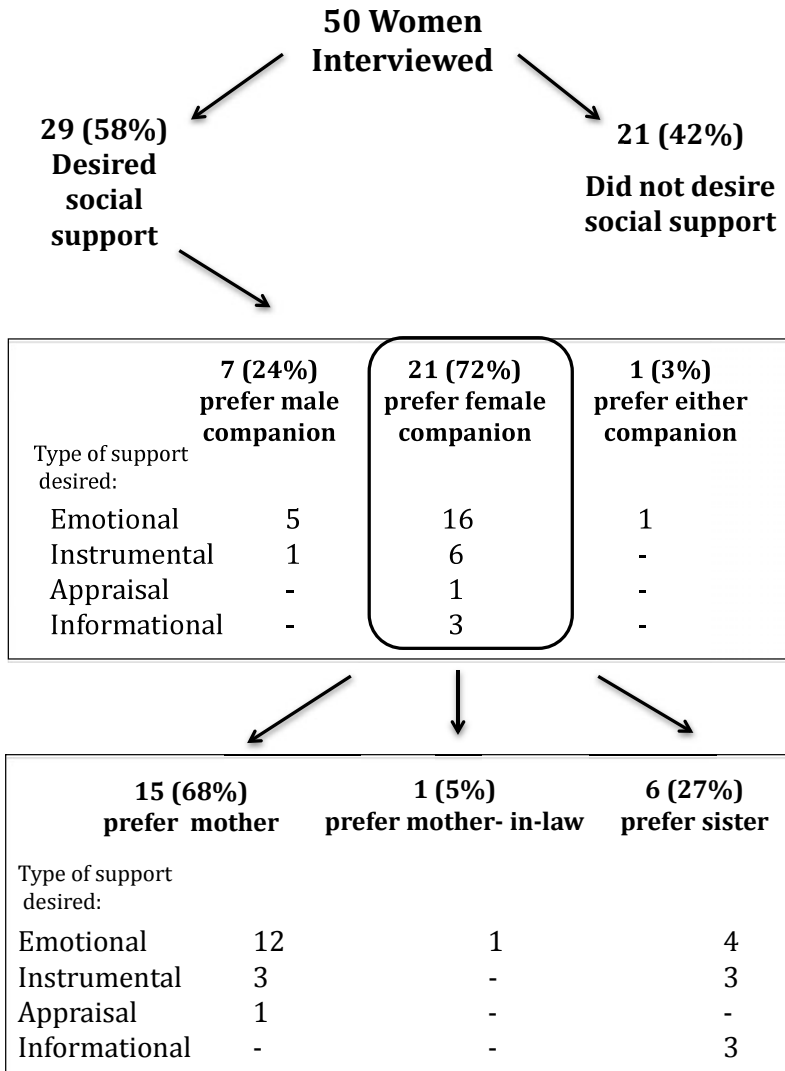 50 Women
Interviewed
29 (58%)
Desired
social
support
21 (42%)
Did not desire
social support
7 (24%)
prefer male
companion
21 (72%)
prefer female
companion
1 (3%)
prefer either
companion
Type of support
desired:
Emotional 5 16 1
Instrumental 1 6 -
Appraisal - 1 -
Informational - 3 -
15 (68%)
prefer mother
1 (5%)
prefer mother- in-law
6 (27%)
prefer sister
Type of support
desired:
Emotional 12 1 4
Instrumental 3 - 3
Appraisal 1 - -
Informational - - 3